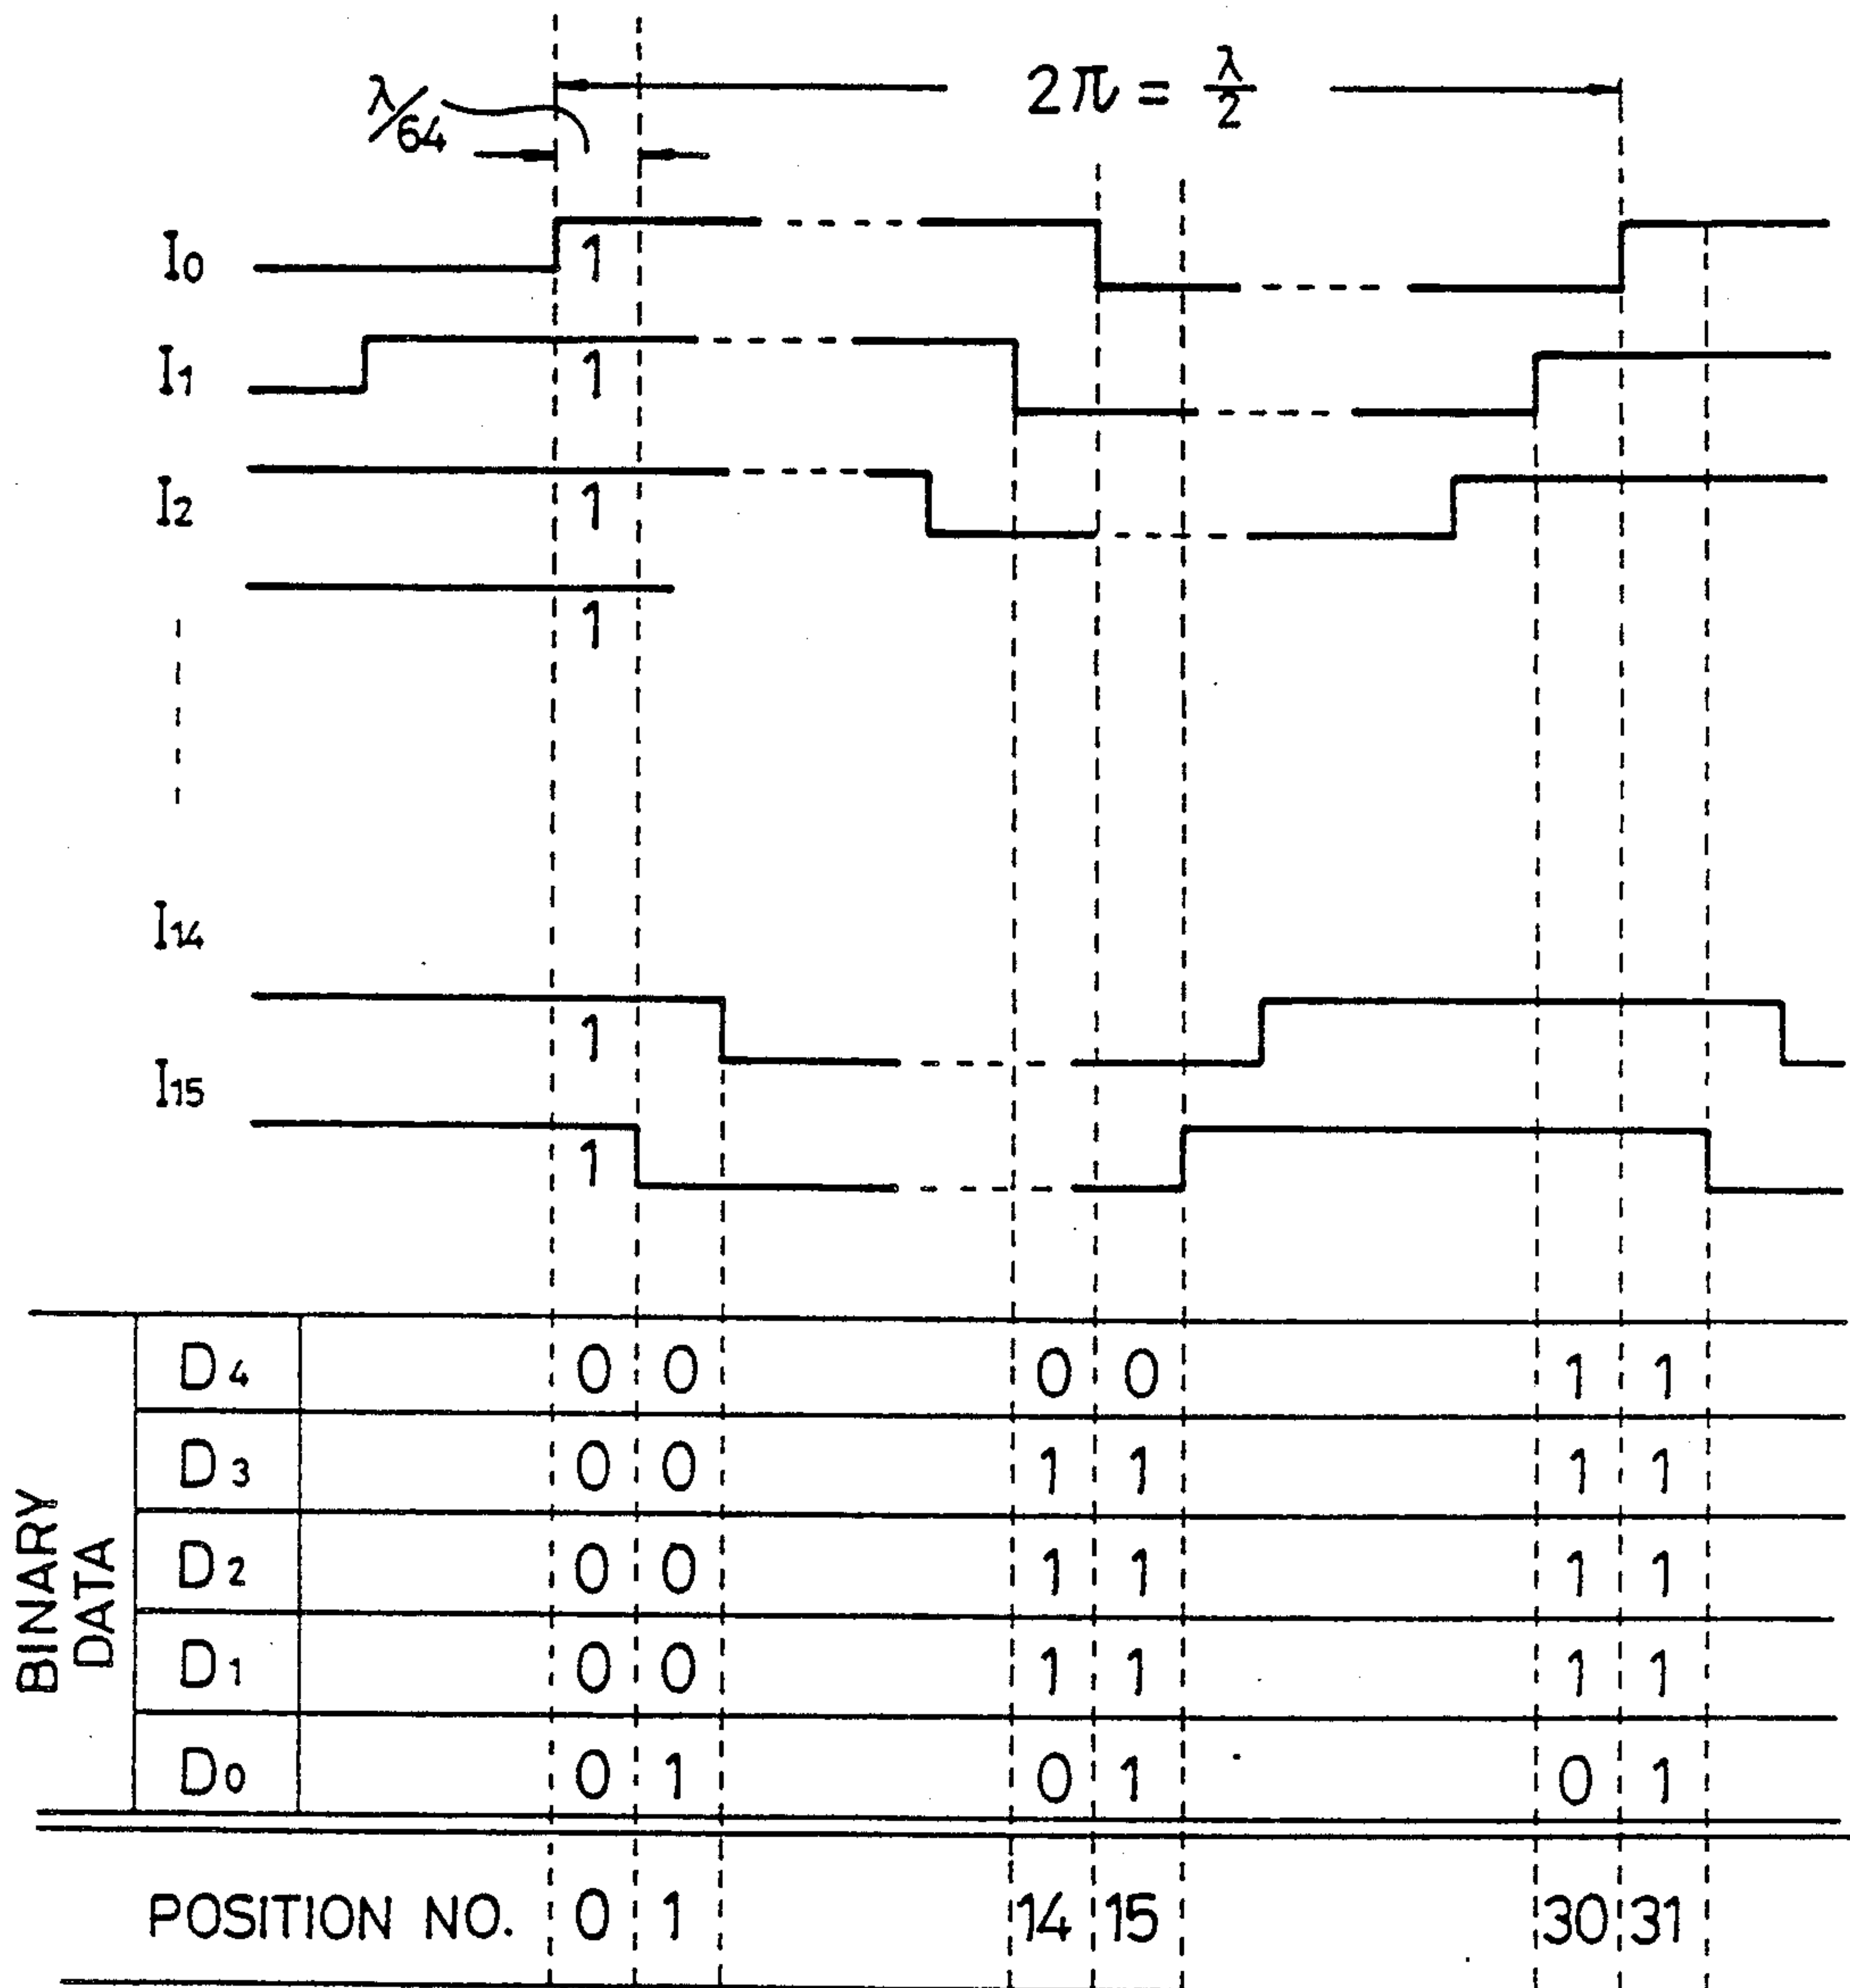 λ/64 2π = λ/2
I0 1
I1 1
I2 1
1
I14 1
I15 1
BINARY DATA
D4 0 0 0 0 1 1
D3 0 0 1 1 1 1
D2 0 0 1 1 1 1
D1 0 0 1 1 1 1
D0 0 1 0 1 0 1
POSITION NO. 0 1 14 15 30 31